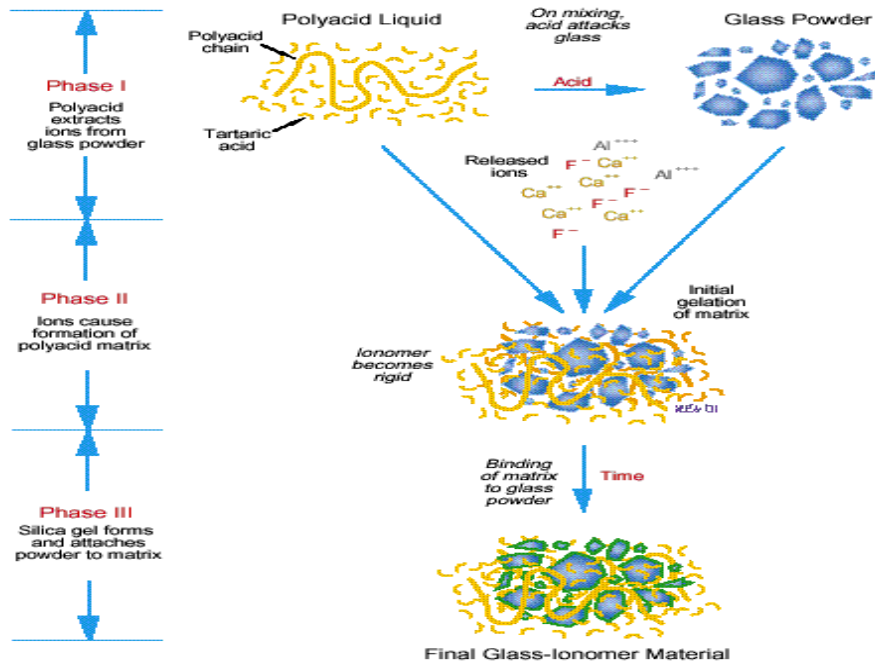 Polyacid Liquid
On mixing,
acid attacks
glass
Glass Powder
Polyacid
chain
Acid
Tartaric
acid
Phase I
Polyacid
extracts
ions from
glass powder
Released
ions
Al+++
F− Ca++
Al+++
Ca++
Ca++ F−
F−
Ca++ Ca++
F−
Phase II
Ions cause
formation of
polyacid matrix
Initial
gelation
of matrix
Ionomer
becomes
rigid
Phase III
Silica gel forms
and attaches
powder to matrix
Binding
of matrix
to glass
powder
Time
Final Glass-Ionomer Material